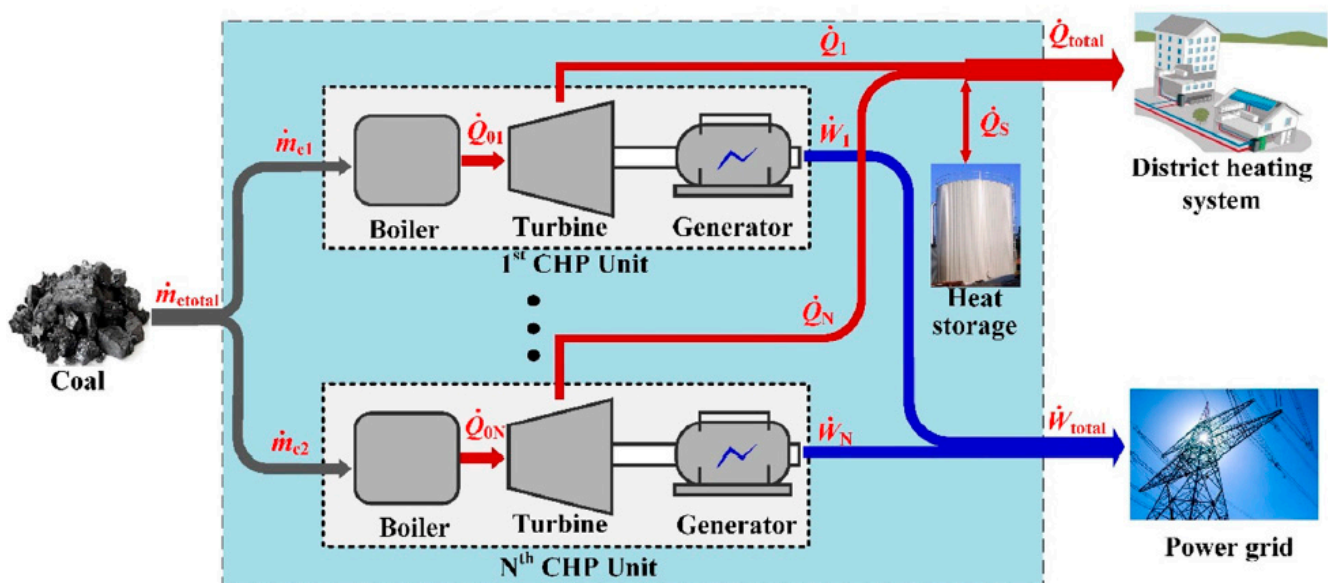 Q̇1
Q̇total
ṁc1
Q̇01
Ẇ1
Q̇S
Boiler
Turbine
Generator
1st CHP Unit
District heating
system
ṁctotal
Coal
Q̇N
Heat
storage
ṁc2
Q̇0N
ẆN
Ẇtotal
Boiler
Turbine
Generator
Nth CHP Unit
Power grid